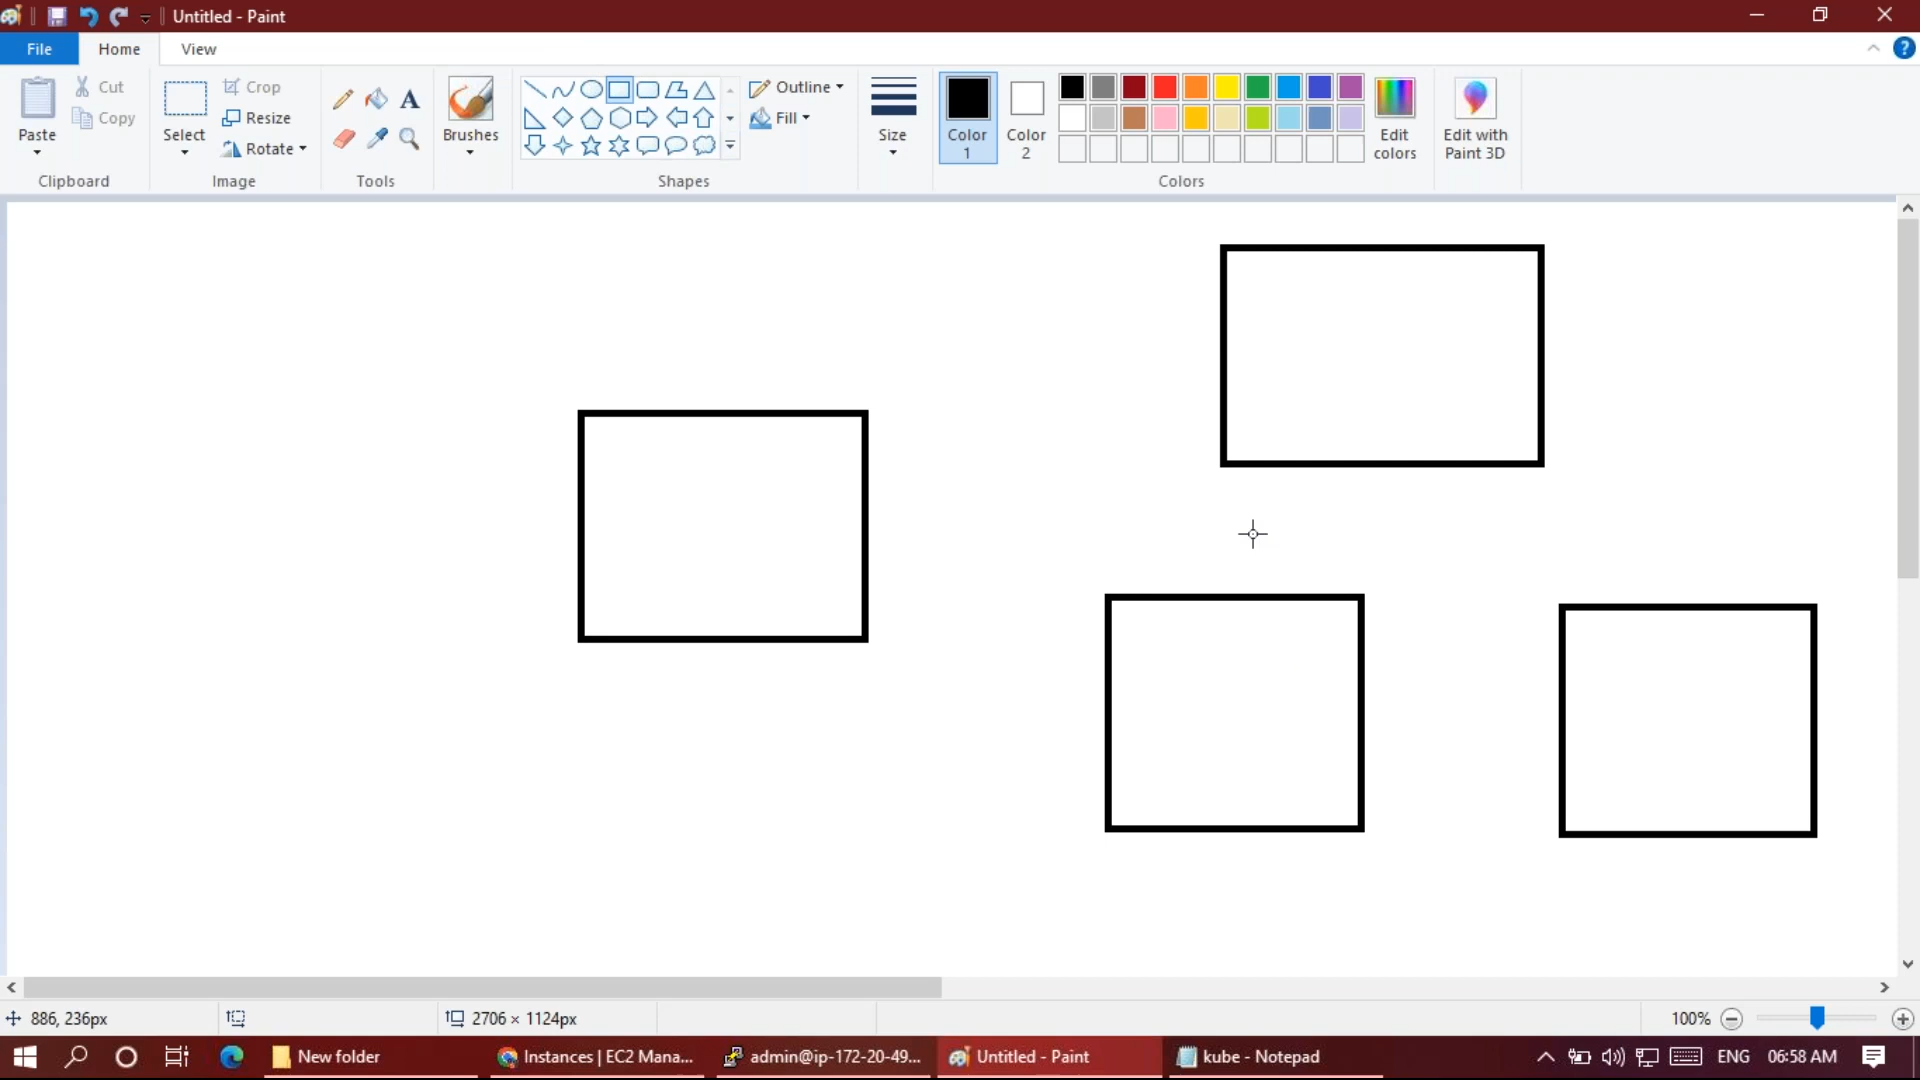 Untitled - Paint
File
Home
View
Paste
Cut
Copy
Clipboard
Select
Crop
Resize
Rotate
Image
A
Tools
Brushes
Shapes
Outline
Fill
Size
Color 1
Color 2
Colors
Edit colors
Edit with Paint 3D
?
886, 236px
2706 × 1124px
100%
New folder
Instances | EC2 Mana...
admin@ip-172-20-49...
Untitled - Paint
kube - Notepad
ENG
06:58 AM